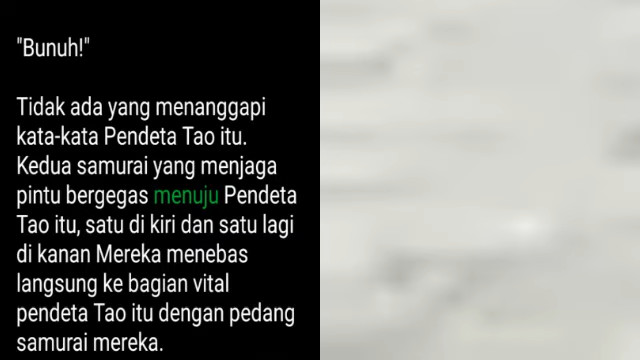 "Bunuh!"
Tidak ada yang menanggapi
kata-kata Pendeta Tao itu.
Kedua samurai yang menjaga
pintu bergegas menuju Pendeta
Tao itu, satu di kiri dan satu lagi
di kanan Mereka menebas
langsung ke bagian vital
pendeta Tao itu dengan pedang
samurai mereka.